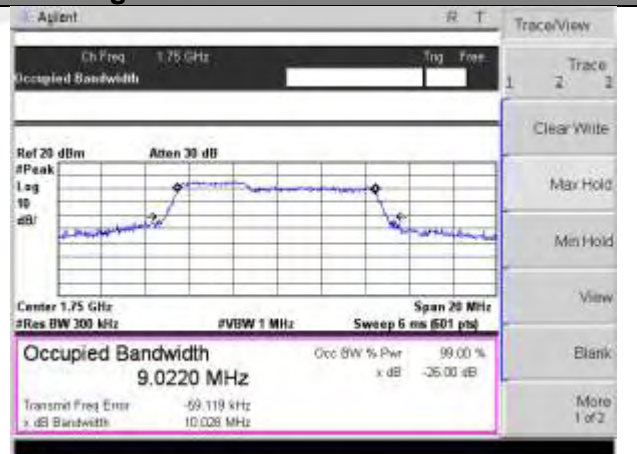 Agilent R T
Ch Freq 1.75 GHz Trig Free
Occupied Bandwidth
Ref 20 dBm Atten 30 dB
#Peak
Log
10
dB/
Center 1.75 GHz Span 20 MHz
#Res BW 300 kHz #VBW 1 MHz Sweep 6 ms (601 pts)
Occupied Bandwidth
9.0220 MHz
Occ BW % Pwr 99.00 %
x dB -26.00 dB
Transmit Freq Error -59.119 kHz
x dB Bandwidth 10.028 MHz
Trace/View
Trace
1 2 3
Clear Write
Max Hold
Min Hold
View
Blank
More
1 of 2